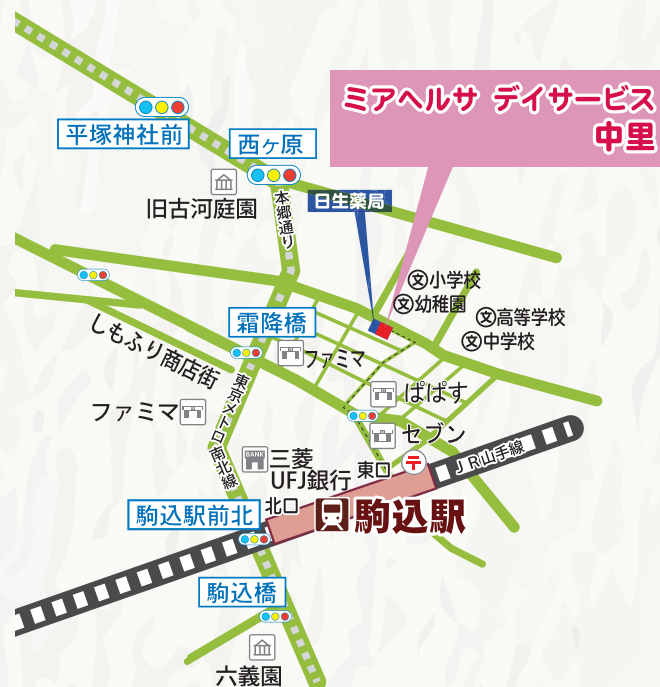 ミアヘルサ デイサービス
中里
平塚神社前
西ヶ原
旧古河庭園
本郷通り
日生薬局
文小学校
文幼稚園
文高等学校
文中学校
霜降橋
ファミマ
しもふり商店街
ぱぱす
ファミマ
東京メトロ南北線
セブン
BANK
三菱
UFJ銀行
東口
〒
JR山手線
北口
駒込駅
駒込駅前北
駒込橋
六義園